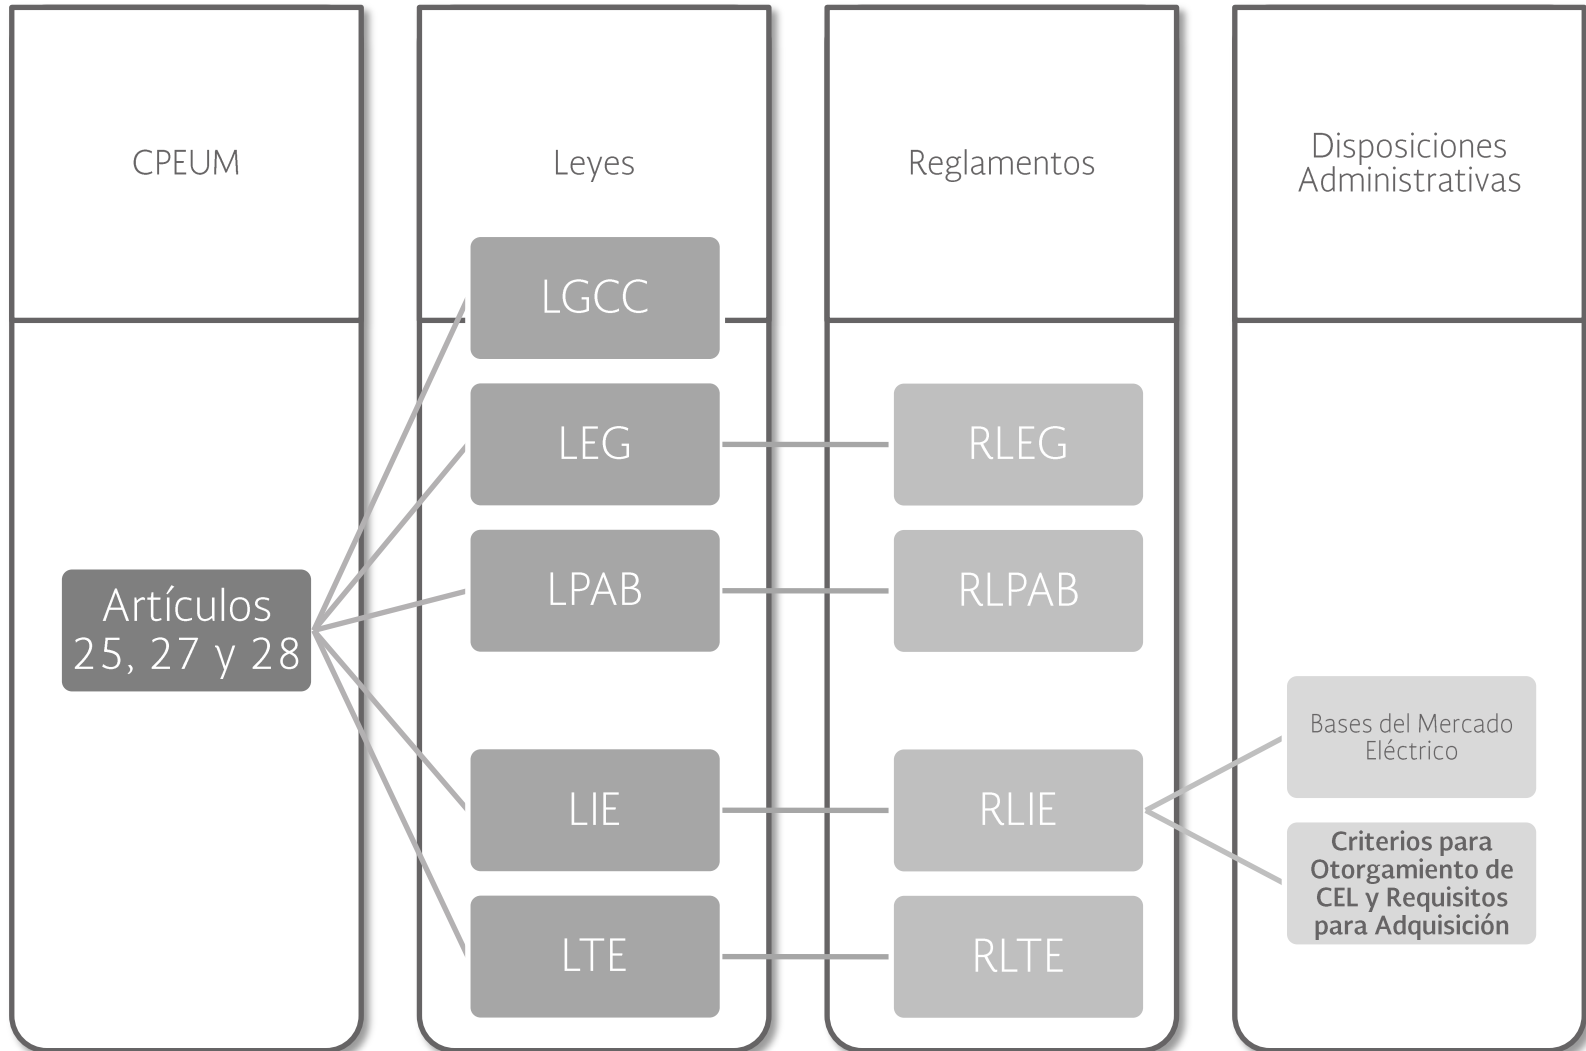 CPEUM
Leyes
Reglamentos
Disposiciones
Administrativas
LGCC
LEG
RLEG
LPAB
RLPAB
Artículos
25, 27 y 28
Bases del Mercado
Eléctrico
LIE
RLIE
Criterios para
Otorgamiento de
CEL y Requisitos
para Adquisición
LTE
RLTE